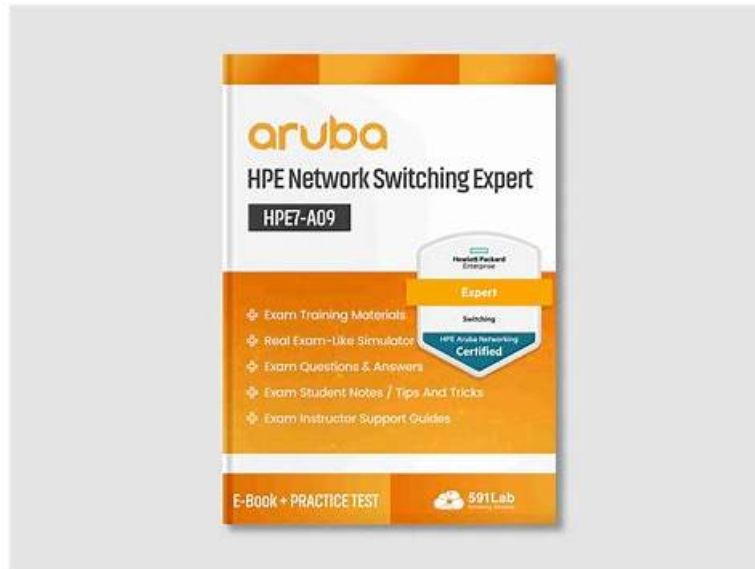 aruba
HPE Network Switching Expert
HPE7-A09
Hewlett Packard
Enterprise
Expert
Switching
HPE Aruba Networking
Certified
Exam Training Materials
Real Exam-Like Simulator
Exam Questions & Answers
Exam Student Notes / Tips And Tricks
Exam Instructor Support Guides
E-Book + PRACTICE TEST
591Lab